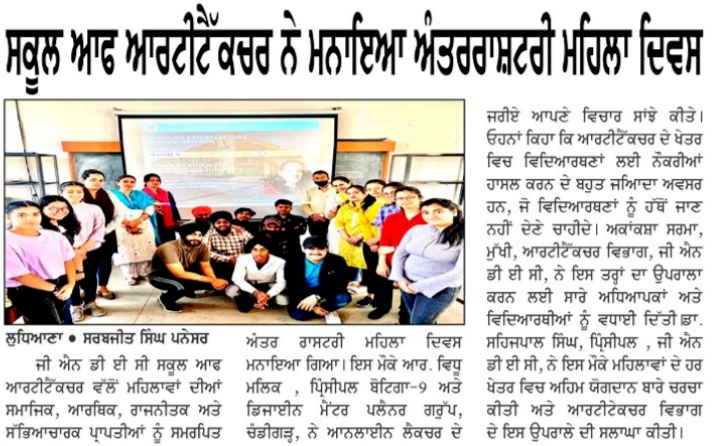 ਸਕੂਲ ਆਫ ਆਰਟੀਟੈੱਕਚਰ ਨੇ ਮਨਾਇਆ ਅੰਤਰਰਾਸ਼ਟਰੀ ਮਹਿਲਾ ਦਿਵਸ
ਲੁਧਿਆਣਾ • ਸਰਬਜੀਤ ਸਿੰਘ ਪਨੇਸਰ
ਜੀ ਐਨ ਡੀ ਈ ਸੀ ਸਕੂਲ ਆਫ
ਆਰਟੀਟੈੱਕਚਰ ਵੱਲੋਂ ਮਹਿਲਾਵਾਂ ਦੀਆਂ
ਸਮਾਜਿਕ, ਆਰਥਿਕ, ਰਾਜਨੀਤਕ ਅਤੇ
ਸੱਭਿਆਚਾਰਕ ਪ੍ਰਾਪਤੀਆਂ ਨੂੰ ਸਮਰਪਿਤ
ਅੰਤਰ ਰਾਸਟਰੀ ਮਹਿਲਾ ਦਿਵਸ
ਮਨਾਇਆ ਗਿਆ। ਇਸ ਮੌਕੇ ਆਰ. ਵਿਧੂ
ਮਲਿਕ , ਪ੍ਰਿੰਸੀਪਲ ਬੋਟਿਗਾ-9 ਅਤੇ
ਡਿਜਾਈਨ ਮੈਂਟਰ ਪਲੈਨਰ ਗਰੁੱਪ,
ਚੰਡੀਗੜ੍ਹ, ਨੇ ਆਨਲਾਈਨ ਲੈਕਚਰ ਦੇ
ਜਰੀਏ ਆਪਣੇ ਵਿਚਾਰ ਸਾਂਝੇ ਕੀਤੇ।
ਓਹਨਾਂ ਕਿਹਾ ਕਿ ਆਰਟੀਟੈੱਕਚਰ ਦੇ ਖੇਤਰ
ਵਿਚ ਵਿਦਿਆਰਥਣਾਂ ਲਈ ਨੌਕਰੀਆਂ
ਹਾਸਲ ਕਰਨ ਦੇ ਬਹੁਤ ਜਆਿਦਾ ਅਵਸਰ
ਹਨ, ਜੋ ਵਿਦਿਆਰਥਣਾਂ ਨੂੰ ਹੱਥੋਂ ਜਾਣ
ਨਹੀਂ ਦੇਣੇ ਚਾਹੀਦੇ। ਅਕਾਂਕਸ਼ਾ ਸਰਮਾ,
ਮੁੱਖੀ, ਆਰਟੀਟੈੱਕਚਰ ਵਿਭਾਗ, ਜੀ ਐਨ
ਡੀ ਈ ਸੀ, ਨੇ ਇਸ ਤਰ੍ਹਾਂ ਦਾ ਉਪਰਾਲਾ
ਕਰਨ ਲਈ ਸਾਰੇ ਅਧਿਆਪਕਾਂ ਅਤੇ
ਵਿਦਿਆਰਥੀਆਂ ਨੂੰ ਵਧਾਈ ਦਿੱਤੀ।ਡਾ.
ਸਹਿਜਪਾਲ ਸਿੰਘ, ਪ੍ਰਿੰਸੀਪਲ , ਜੀ ਐਨ
ਡੀ ਈ ਸੀ, ਨੇ ਇਸ ਮੌਕੇ ਮਹਿਲਾਵਾਂ ਦੇ ਹਰ
ਖੇਤਰ ਵਿਚ ਅਹਿਮ ਯੋਗਦਾਨ ਬਾਰੇ ਚਰਚਾ
ਕੀਤੀ ਅਤੇ ਆਰਟੀਟੇਕਚਰ ਵਿਭਾਗ
ਦੇ ਇਸ ਉਪਰਾਲੇ ਦੀ ਸਲਾਘਾ ਕੀਤੀ।